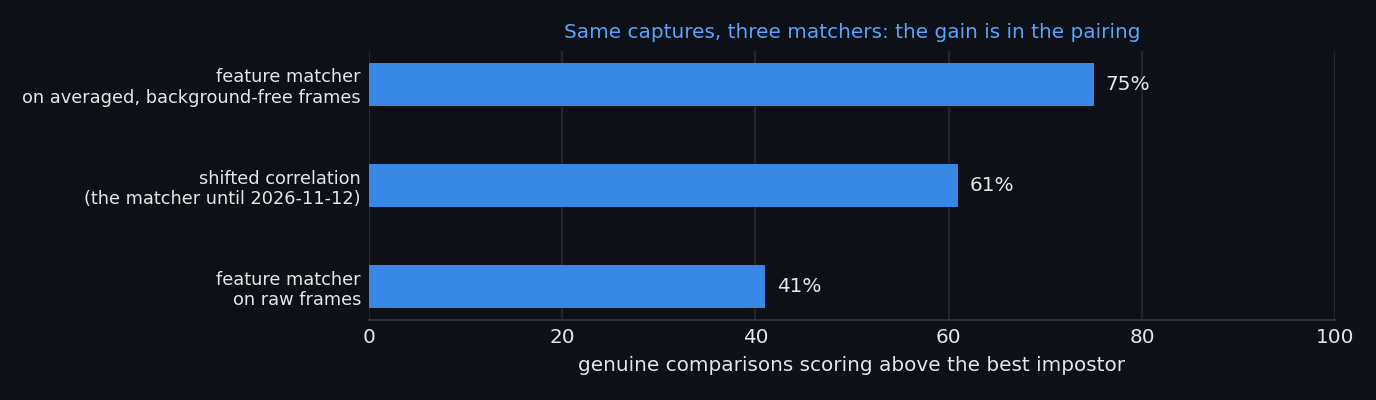 Same captures, three matchers: the gain is in the pairing
feature matcher
on averaged, background-free frames
75%
shifted correlation
(the matcher until 2026-11-12)
61%
feature matcher
on raw frames
41%
0 20 40 60 80 100
genuine comparisons scoring above the best impostor